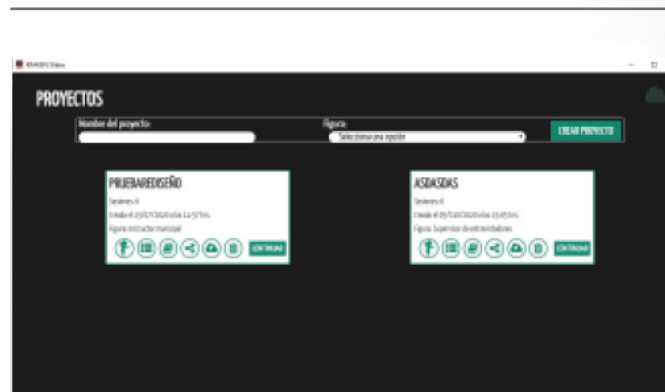 PROYECTOS
Nombre del proyecto:
Figura:
Selecciona una opción
CREAR PROYECTO
PRUEBAREDISEÑO
Sesiones: 0
Figura: Instructor municipal
CONTINUAR
ASDASDAS
Sesiones: 0
Figura: Supervisor de entrevistadores
CONTINUAR